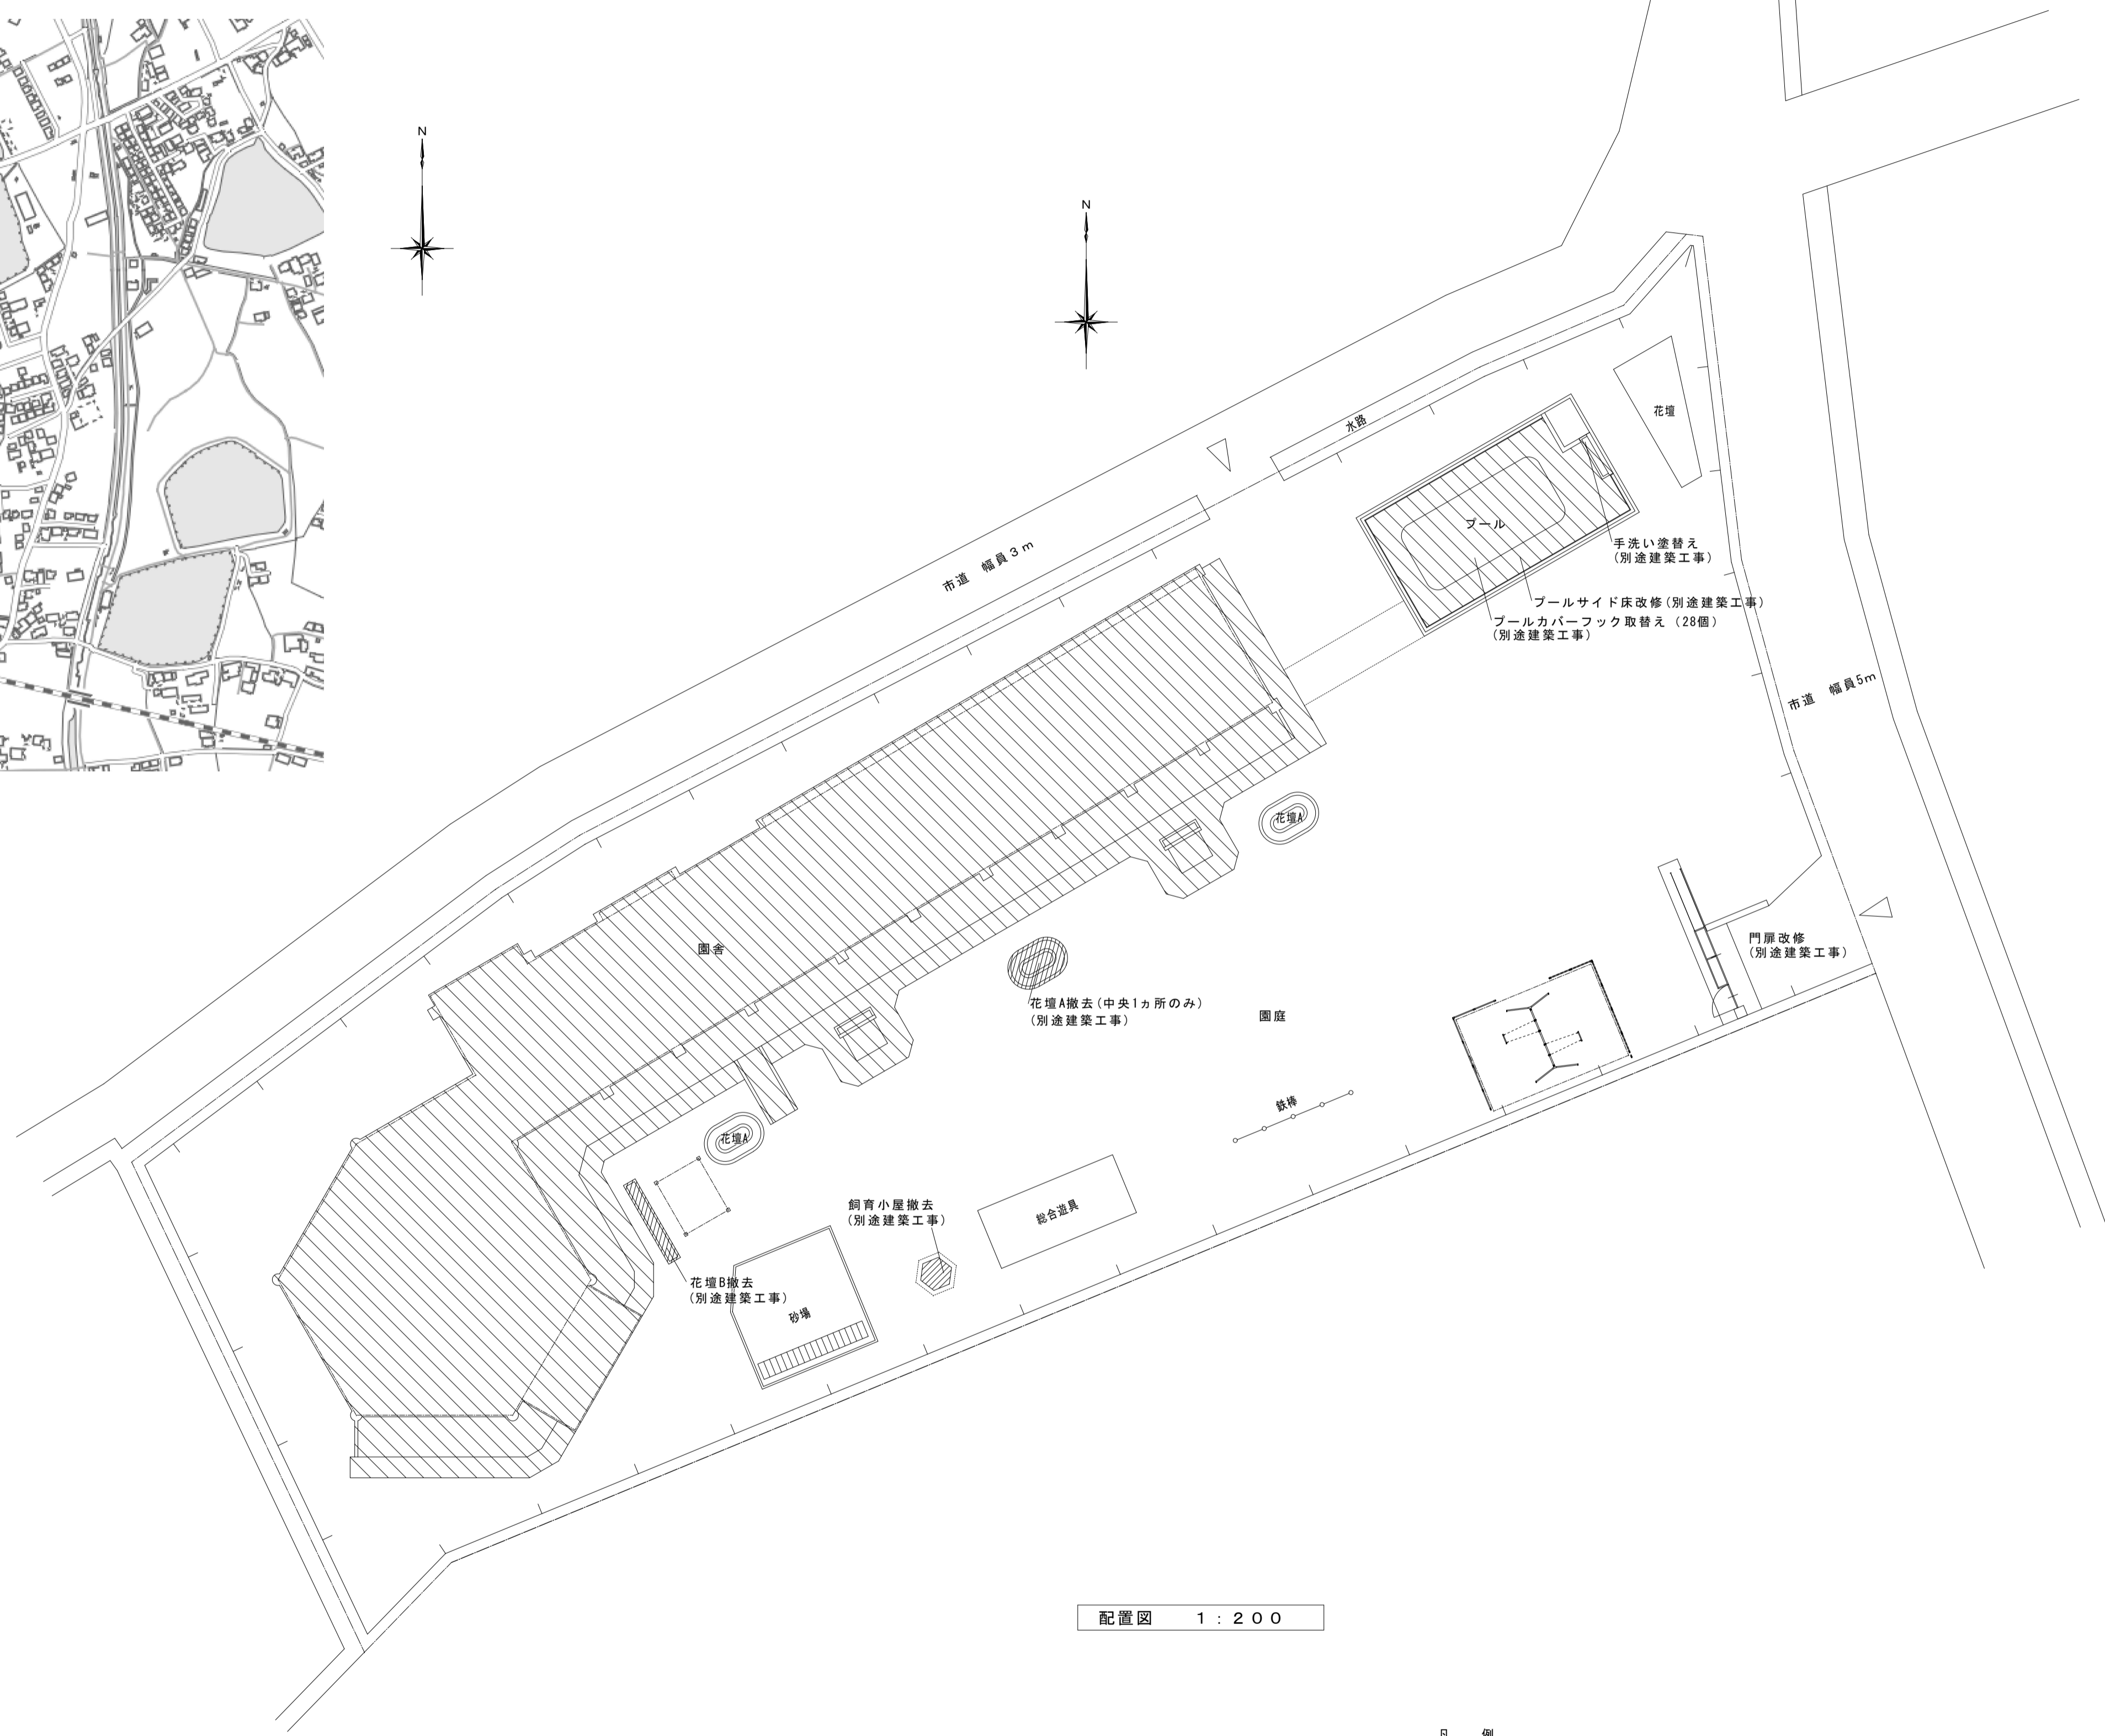 N
N
水路
花壇
プール
手洗い塗替え
(別途建築工事)
市道　幅員3m
プールサイド床改修(別途建築工事)
プールカバーフック取替え（28個）
(別途建築工事)
市道　幅員5m
花壇A
園舎
門扉改修
(別途建築工事)
花壇A撤去(中央1ヵ所のみ)
(別途建築工事)
園庭
鉄棒
花壇A
飼育小屋撤去
(別途建築工事)
総合遊具
花壇B撤去
(別途建築工事)
砂場
配置図　1：200
凡　例